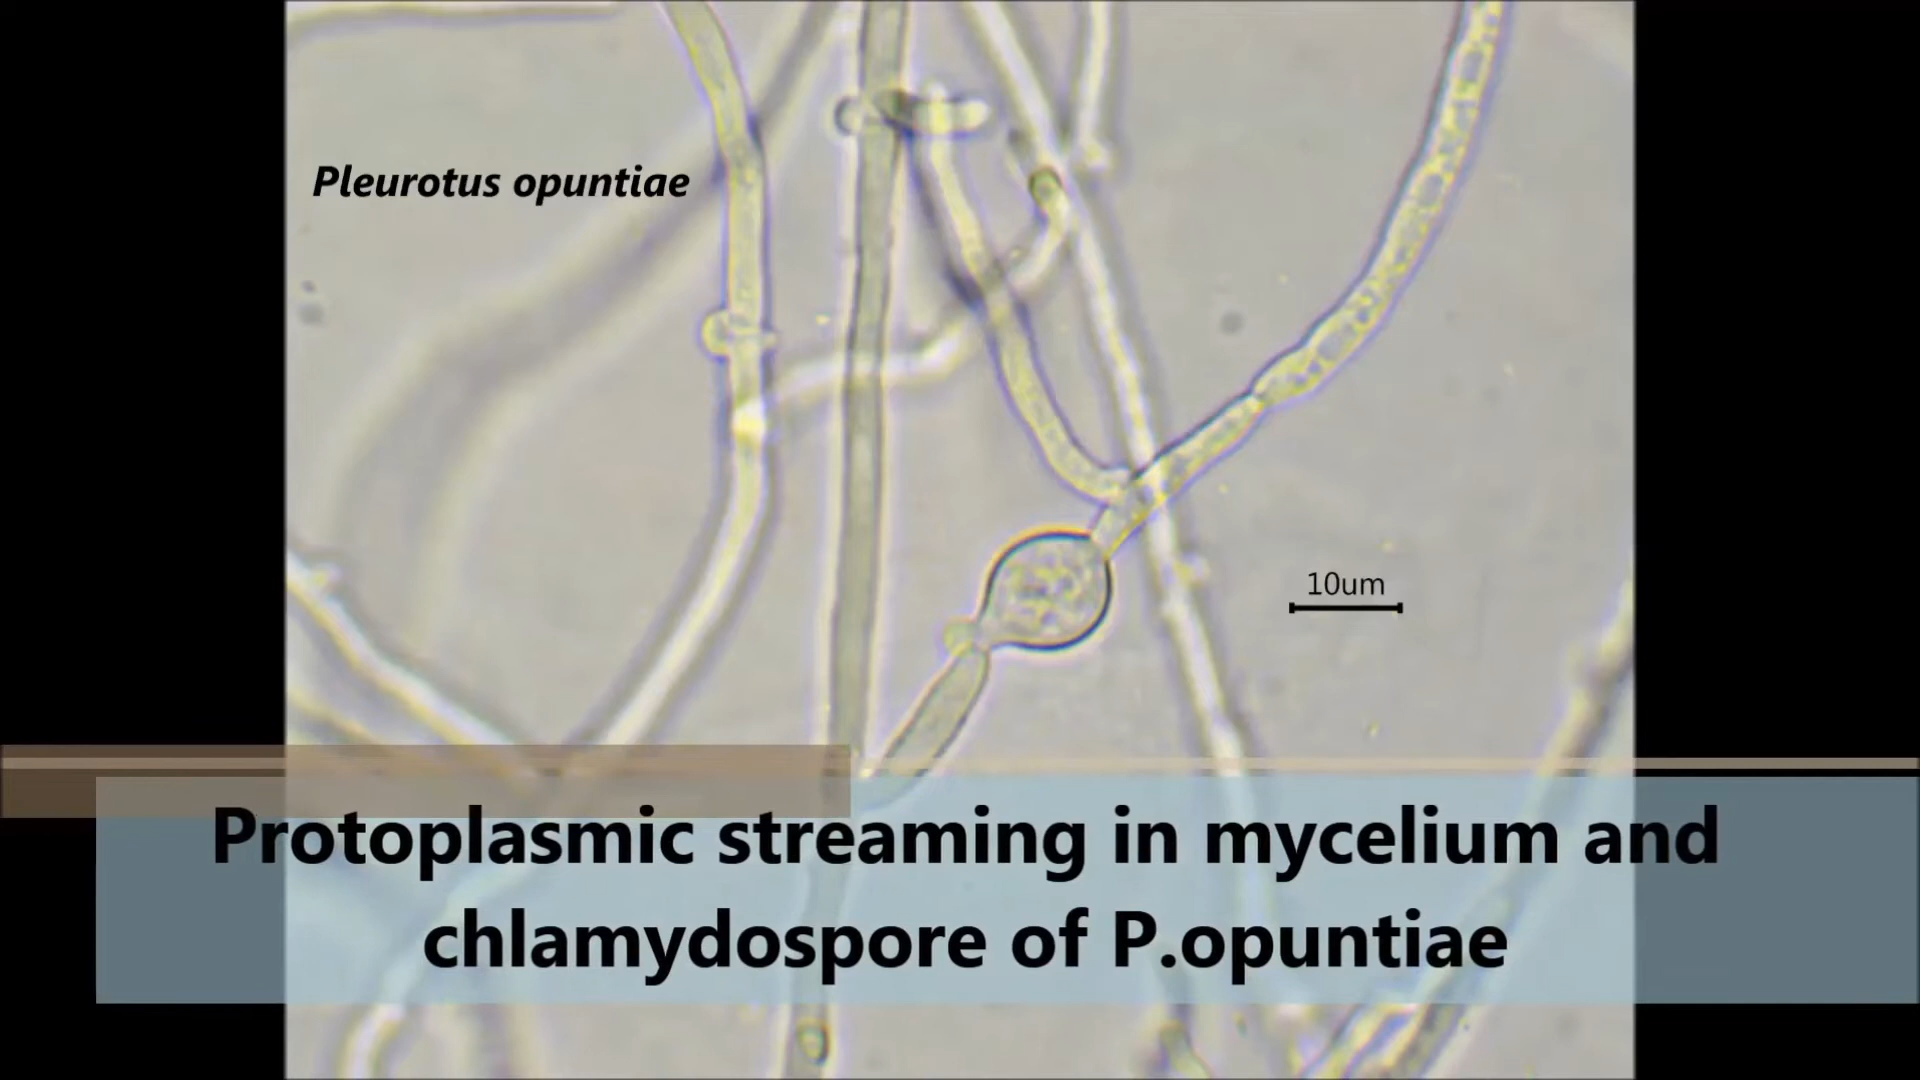 Pleurotus opuntiae
10um
Protoplasmic streaming in mycelium and
chlamydospore of P.opuntiae